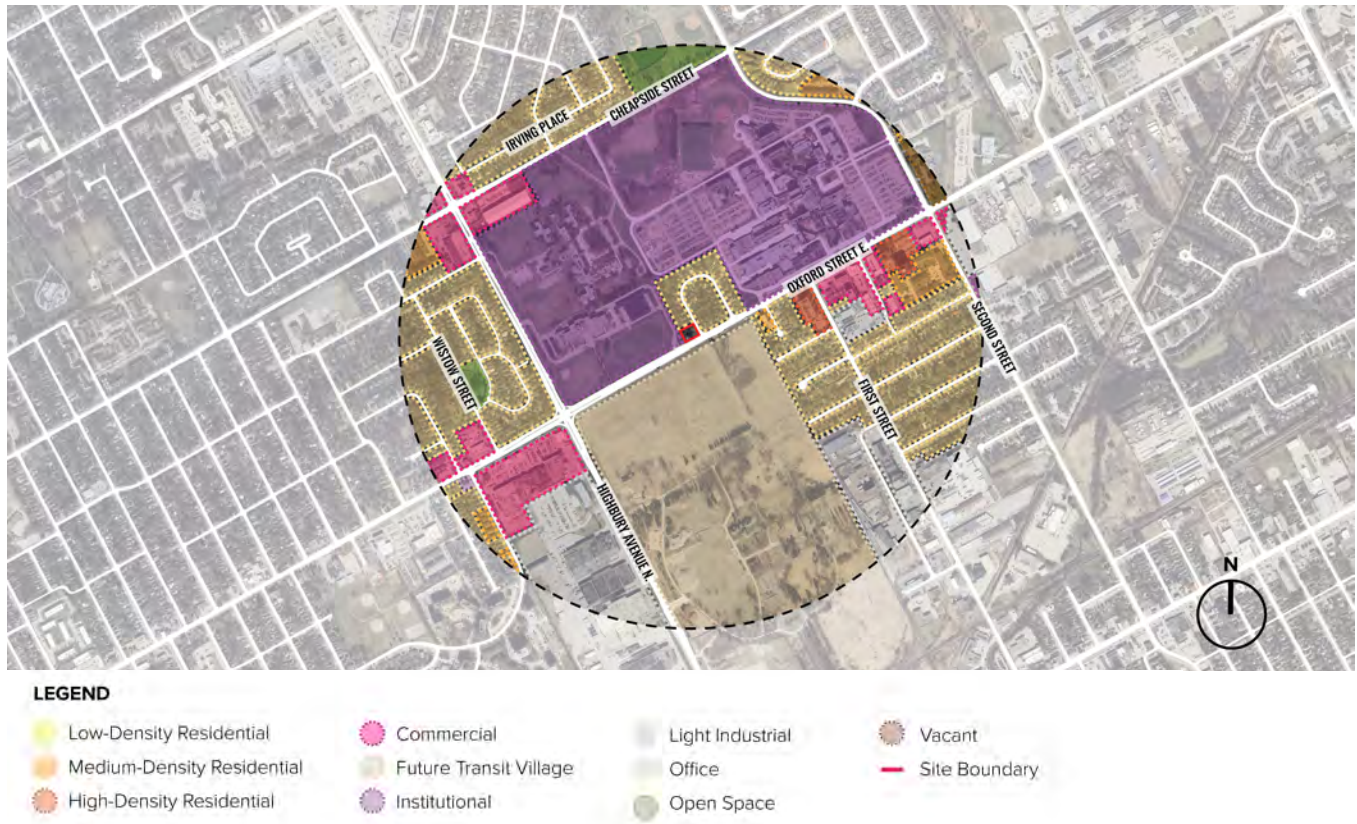 IRVING PLACE
CHEAPSIDE STREET
OXFORD STREET E.
WISTOW STREET
SECOND STREET
FIRST STREET
HIGHBURY AVENUE N.
N
LEGEND
Low-Density Residential
Medium-Density Residential
High-Density Residential
Commercial
Future Transit Village
Institutional
Light Industrial
Office
Open Space
Vacant
Site Boundary